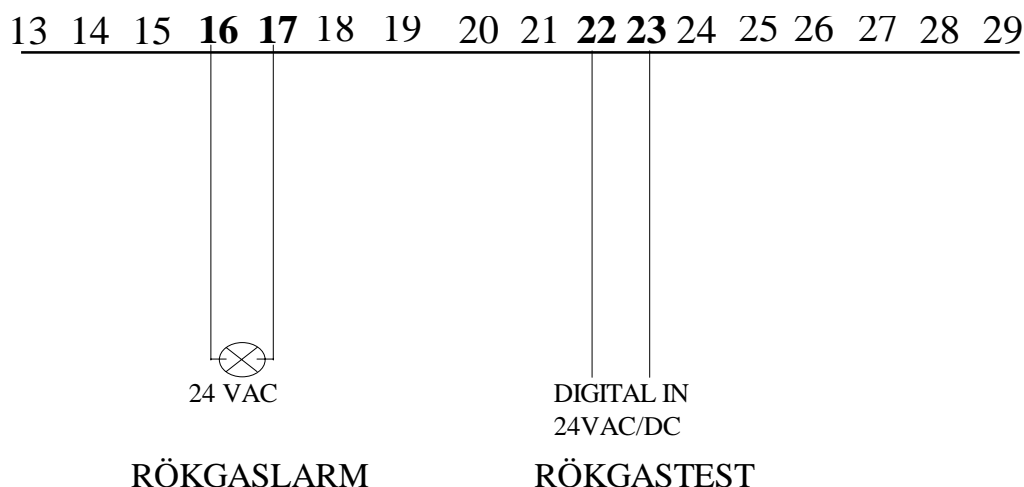 13 14 15 16 17 18 19 20 21 22 23 24 25 26 27 28 29
24 VAC
DIGITAL IN
24VAC/DC
RÖKGASLARM
RÖKGASTEST